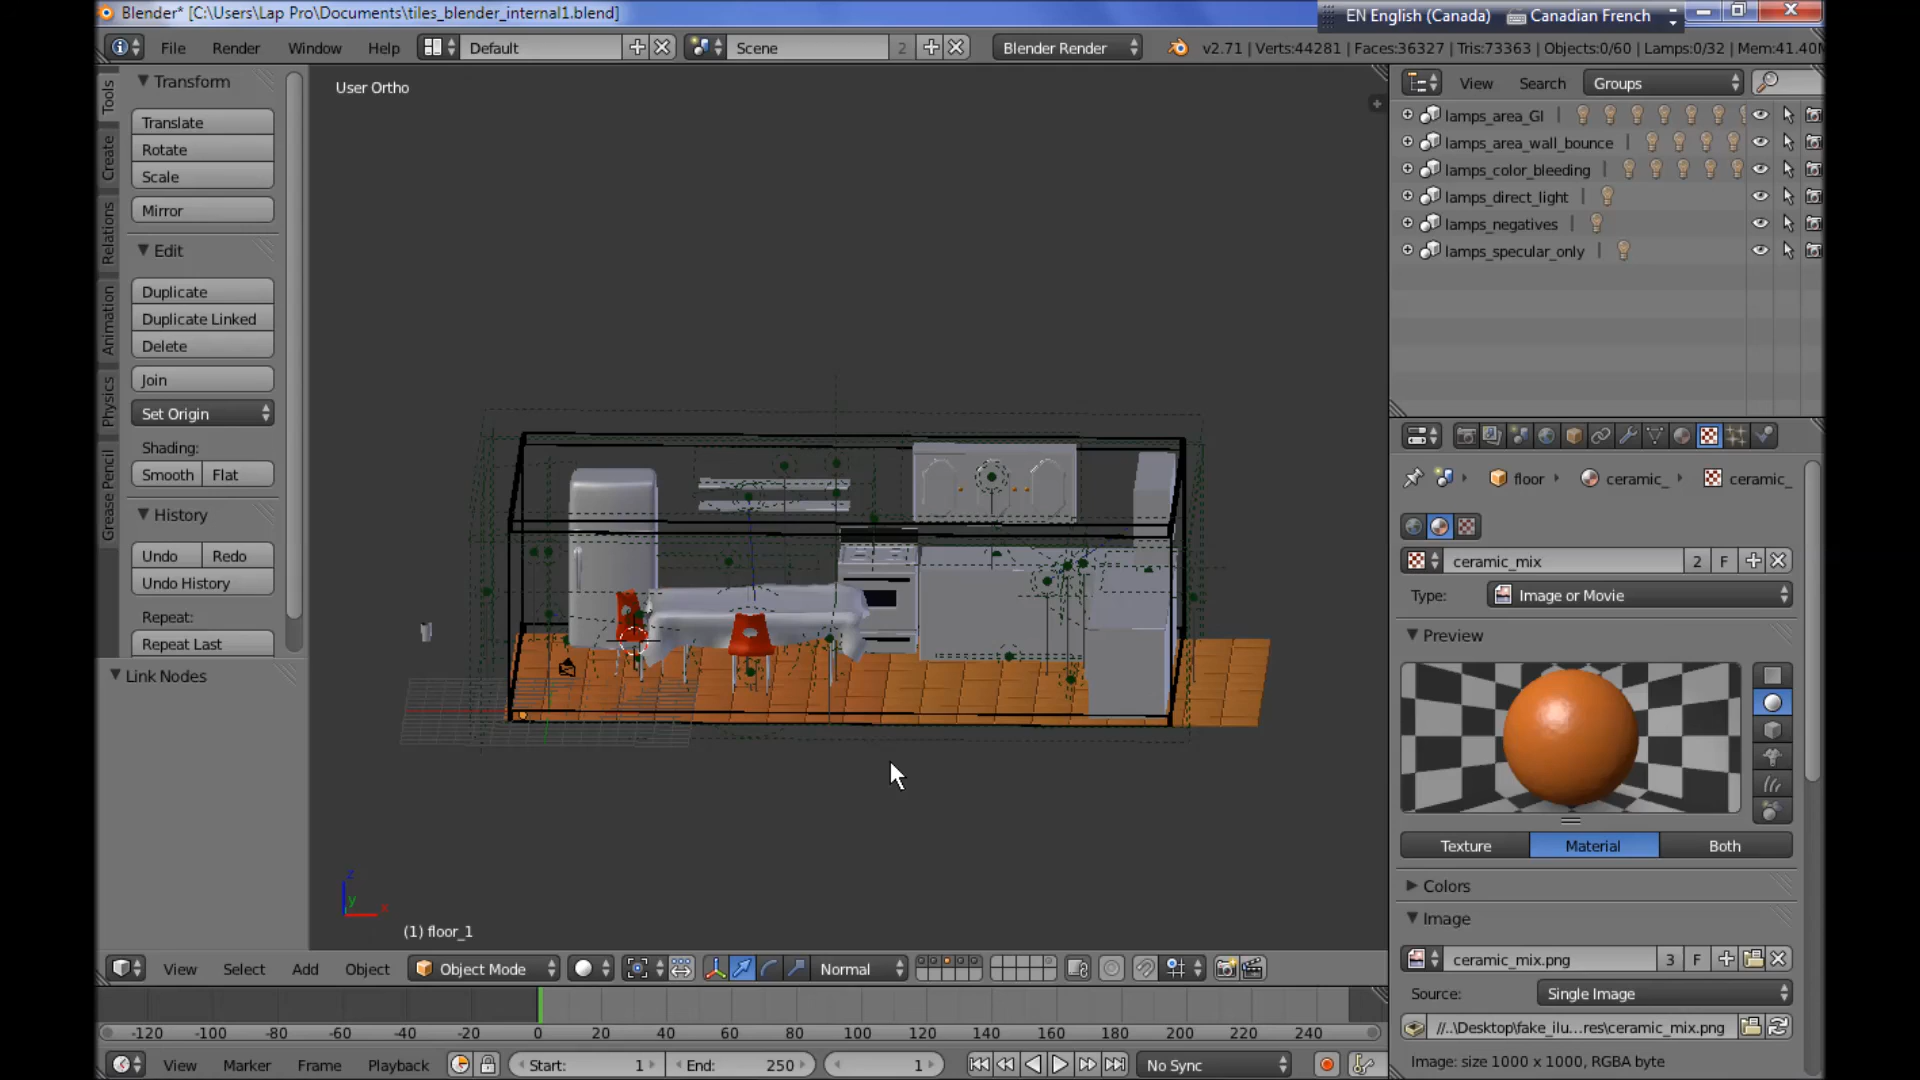 Blender* [C:\Users\Lap Pro\Documents\tiles_blender_internal1.blend]
EN English (Canada) Canadian French
File Render Window Help Default Scene 2 Blender Render v2.71 | Verts:44281 | Faces:36327 | Tris:73363 | Objects:0/60 | Lamps:0/32 | Mem:41.40M
Tools
Create
Relations
Animation
Physics
Grease Pencil
Transform
Translate
Rotate
Scale
Mirror
Edit
Duplicate
Duplicate Linked
Delete
Join
Set Origin
Shading:
Smooth Flat
History
Undo Redo
Undo History
Repeat:
Repeat Last
Link Nodes
User Ortho
z
y
x
(1) floor_1
View Select Add Object Object Mode Normal
-120 -100 -80 -60 -40 -20 0 20 40 60 80 100 120 140 160 180 200 220 240
View Marker Frame Playback Start: 1 End: 250 1 No Sync
View Search Groups
lamps_area_GI
lamps_area_wall_bounce
lamps_color_bleeding
lamps_direct_light
lamps_negatives
lamps_specular_only
floor ceramic_ ceramic_
ceramic_mix 2 F
Type: Image or Movie
Preview
Texture Material Both
Colors
Image
ceramic_mix.png 3 F
Source: Single Image
//..\Desktop\fake_ilu...res\ceramic_mix.png
Image: size 1000 x 1000, RGBA byte